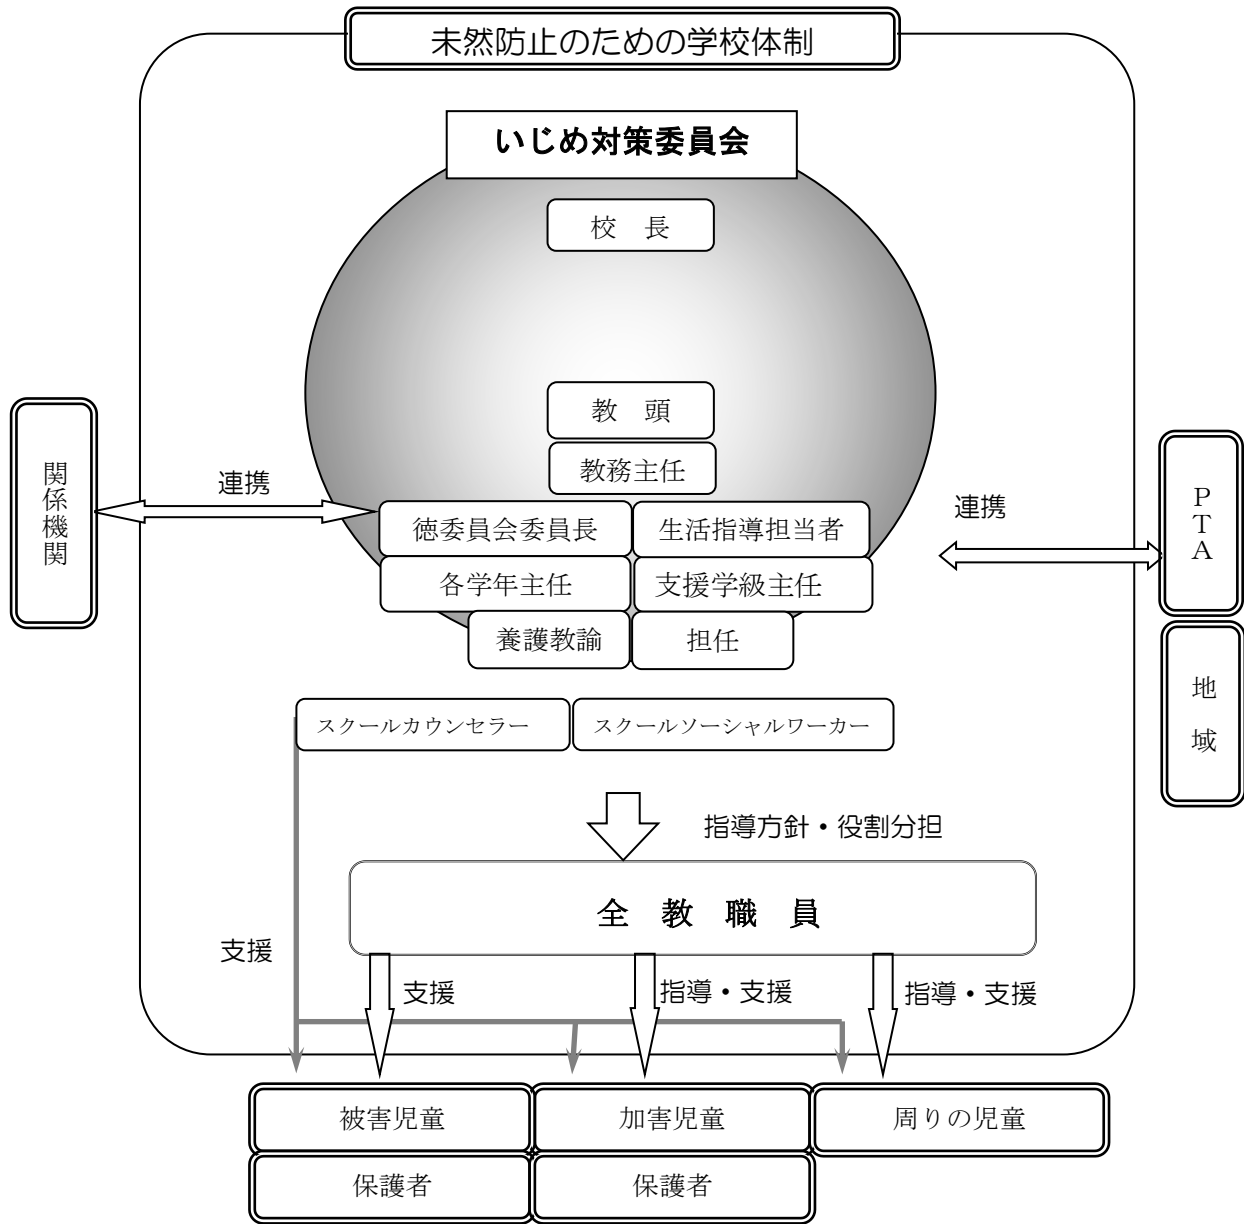 未然防止のための学校体制
いじめ対策委員会
校　長
教　頭
教務主任
徳委員会委員長
生活指導担当者
各学年主任
支援学級主任
養護教諭
担任
関係機関
連携
連携
PTA
地域
スクールカウンセラー
スクールソーシャルワーカー
指導方針・役割分担
全　教　職　員
支援
支援
指導・支援
指導・支援
被害児童
加害児童
周りの児童
保護者
保護者